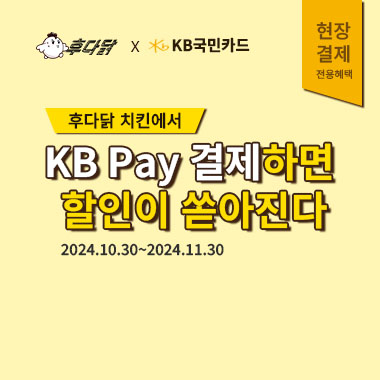 후다닭 X KB국민카드
현장
결제
전용혜택
후다닭 치킨에서
KB Pay 결제하면
할인이 쏟아진다
2024.10.30~2024.11.30